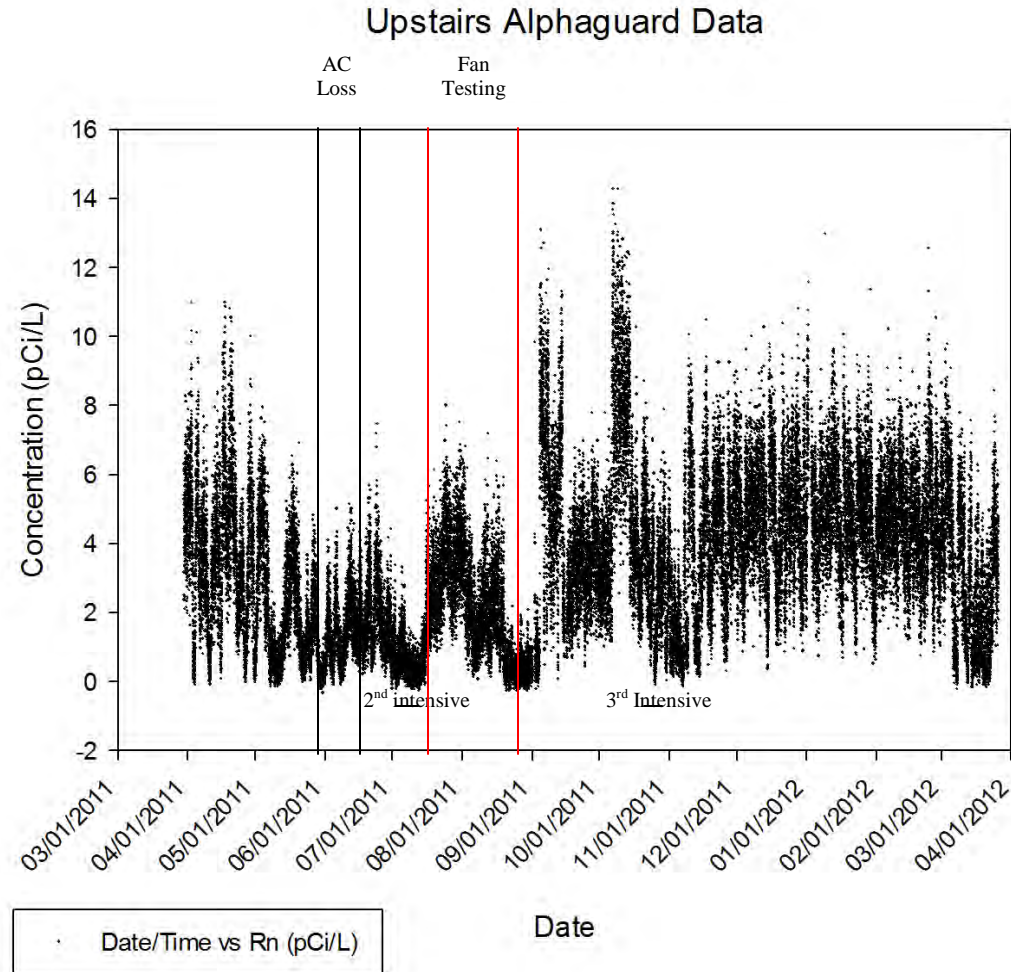 Upstairs Alphaguard Data
AC
Loss
Fan
Testing
16
14
12
10
8
6
4
2
0
-2
Concentration (pCi/L)
2nd intensive
3rd Intensive
03/01/2011
04/01/2011
05/01/2011
06/01/2011
07/01/2011
08/01/2011
09/01/2011
10/01/2011
11/01/2011
12/01/2011
01/01/2012
02/01/2012
03/01/2012
04/01/2012
Date
Date/Time vs Rn (pCi/L)